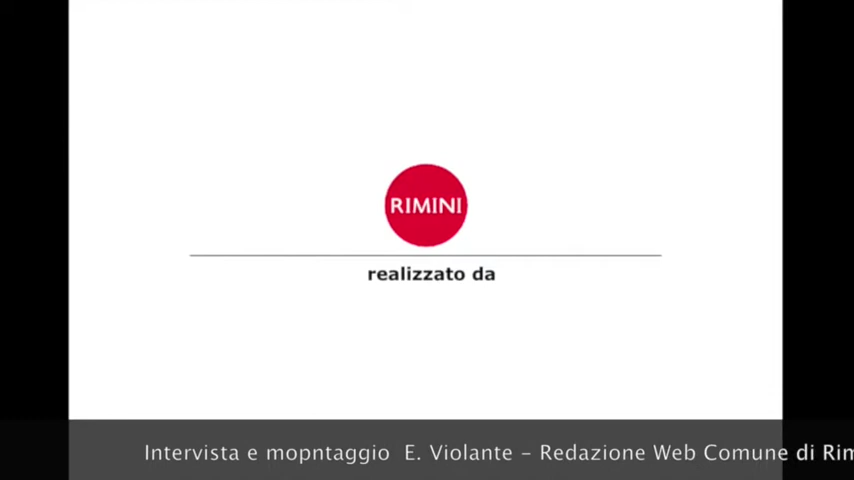 RIMINI
realizzato da
Intervista e mopntaggio E. Violante – Redazione Web Comune di Rim